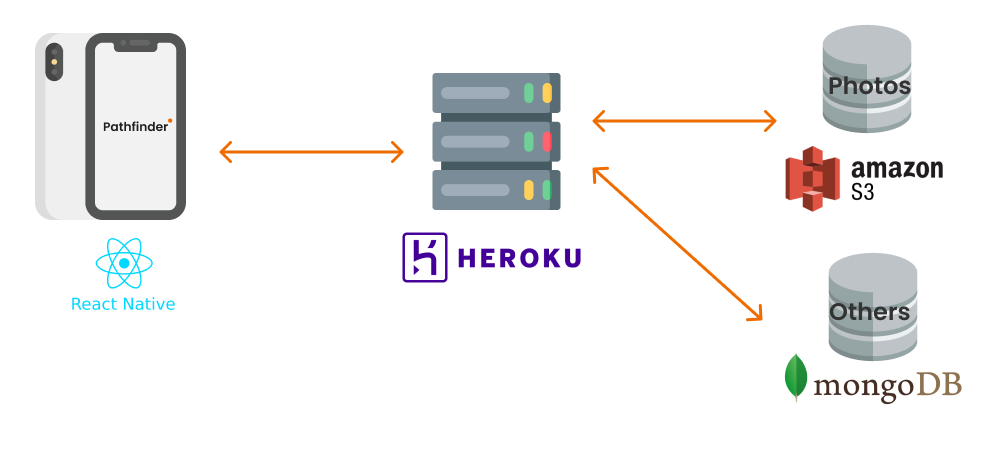 Pathfinder
React Native
HEROKU
Photos
amazon
S3
Others
mongoDB